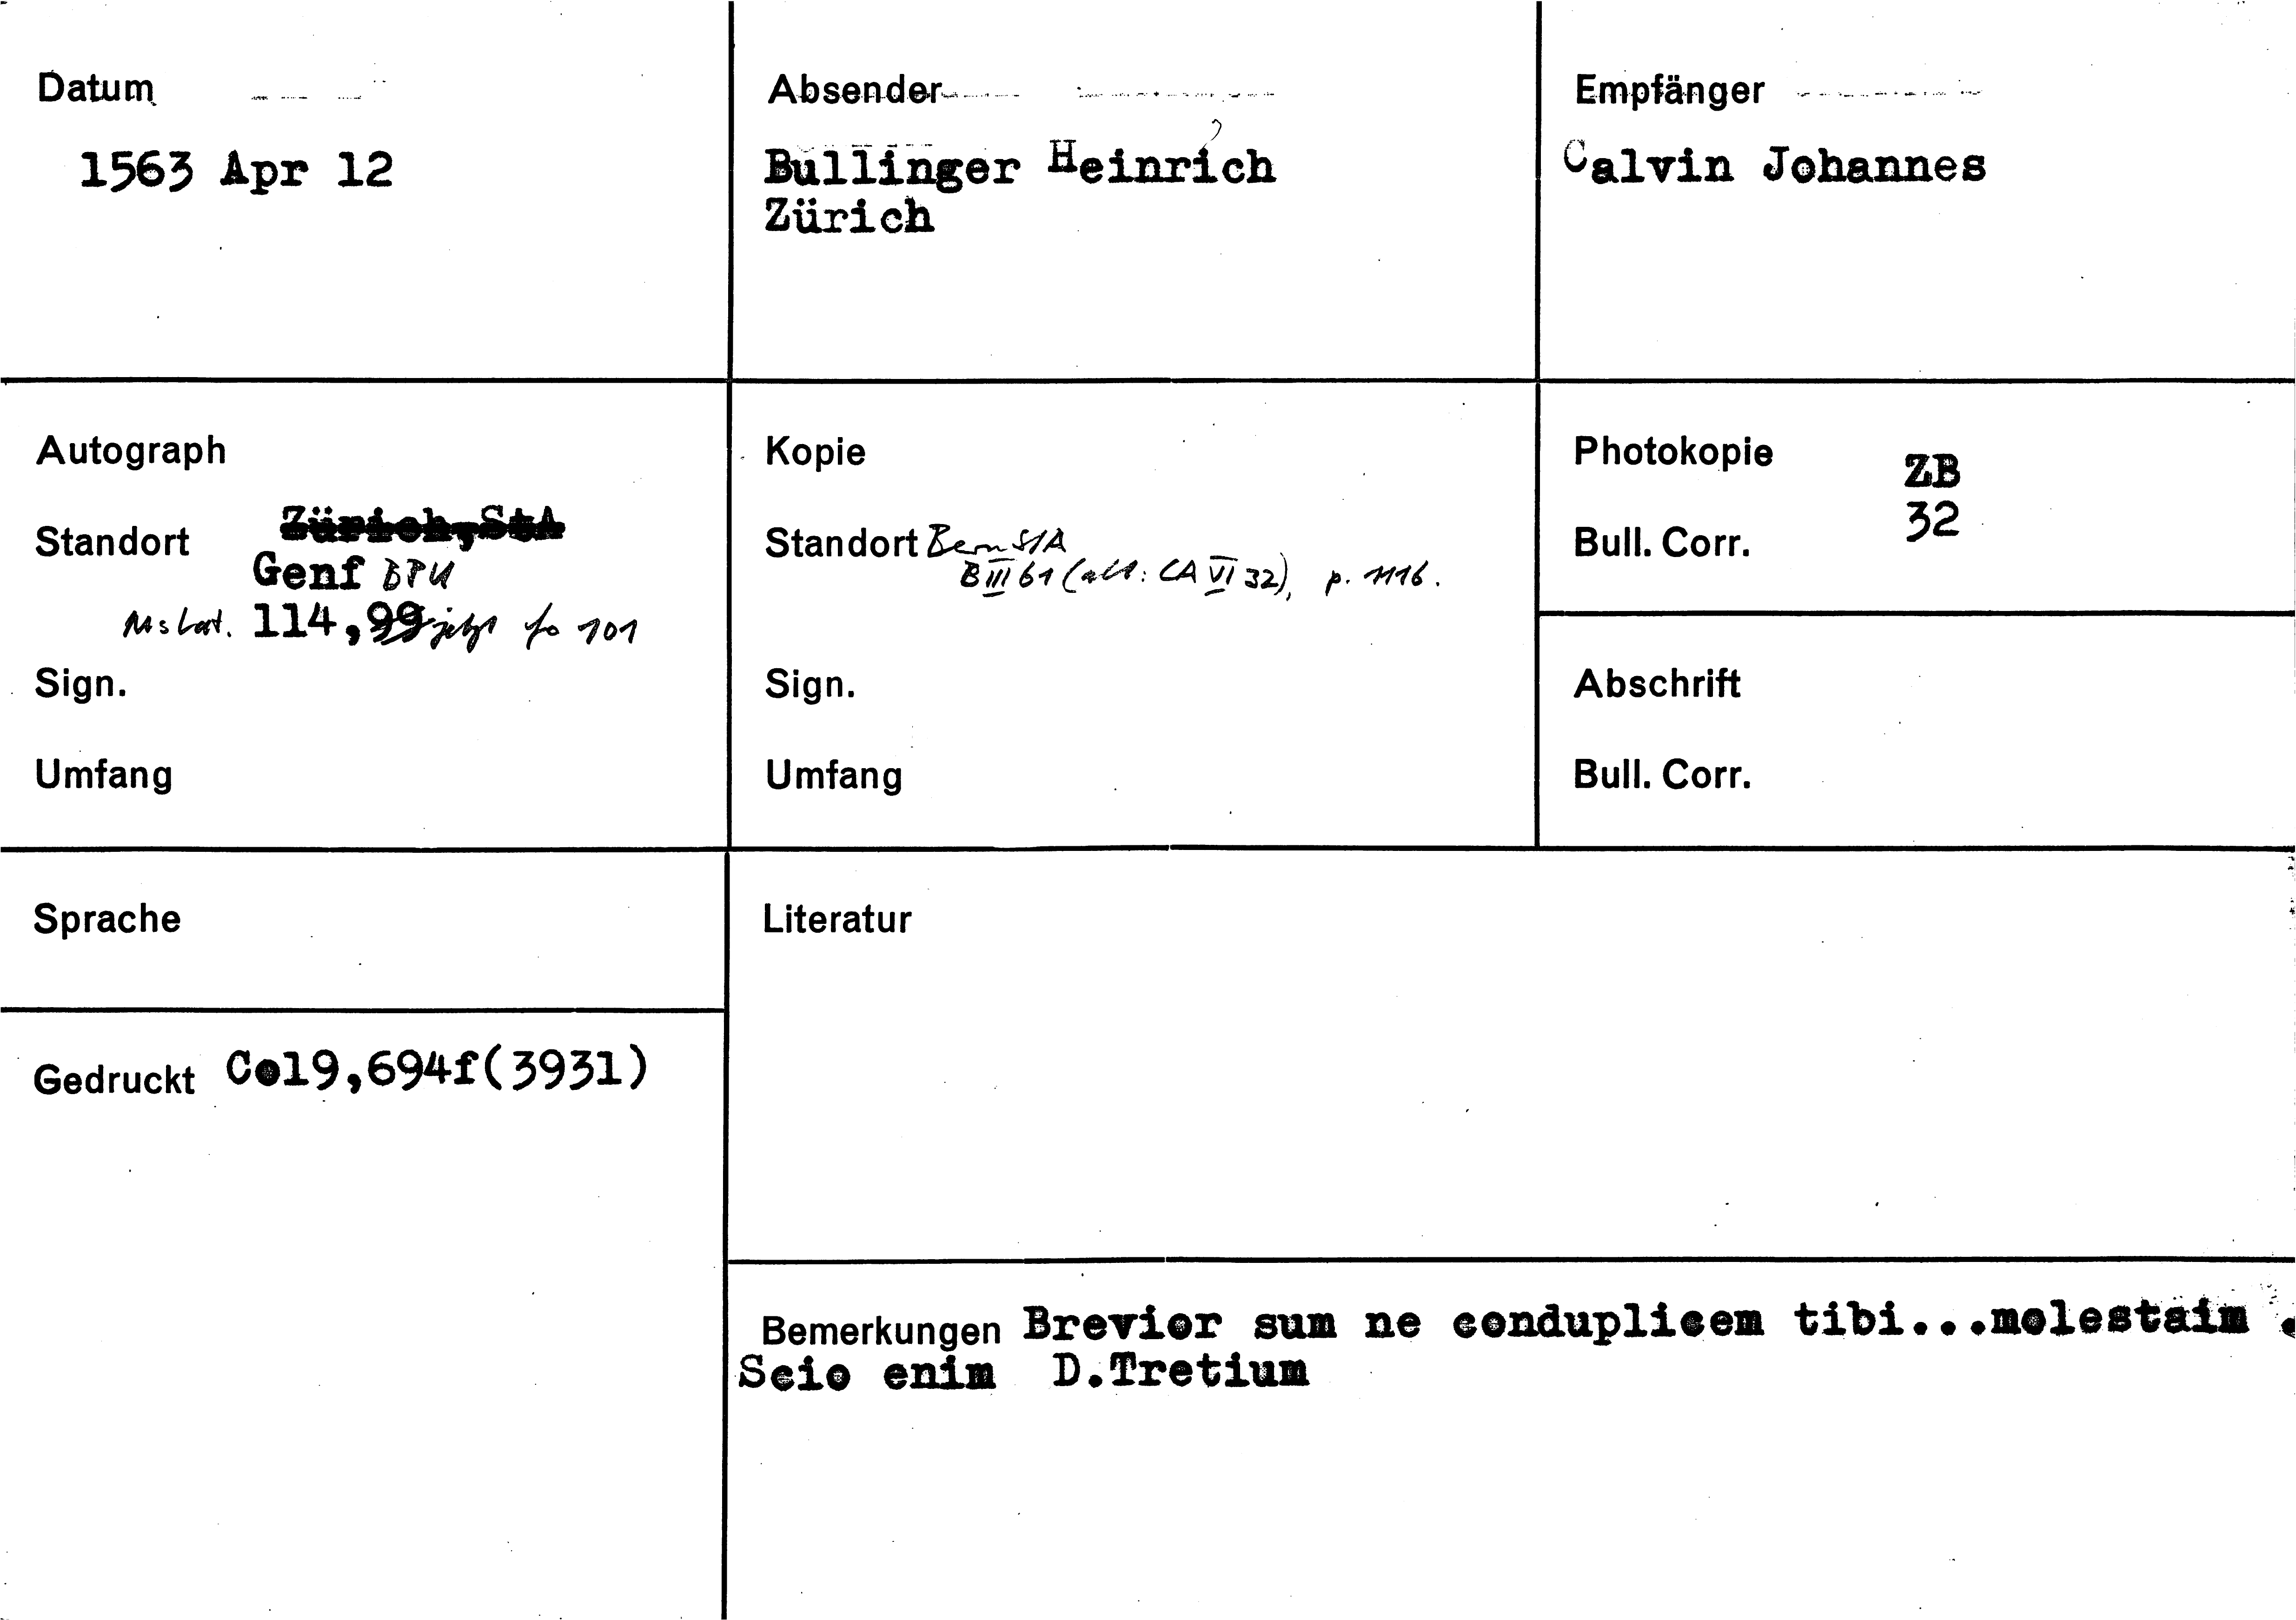 Datum
1563 Apr 12
Absender
Bullinger Heinrich
Zürich
Empfänger
Calvin Johannes
Autograph
Standort Zürich,StA
Genf BPU
Ms Lat. 114,99 jetzt fo 101
Sign.
Umfang
Kopie
Standort Bern StA
B III 61 (alt: CA VI 32), p. 1116.
Sign.
Umfang
Photokopie ZB
Bull. Corr. 32
Abschrift
Bull. Corr.
Sprache
Gedruckt Co19,694f(3931)
Literatur
Bemerkungen Brevior sum ne conduplicem tibi...molestaim .
Scio enim D.Tretium